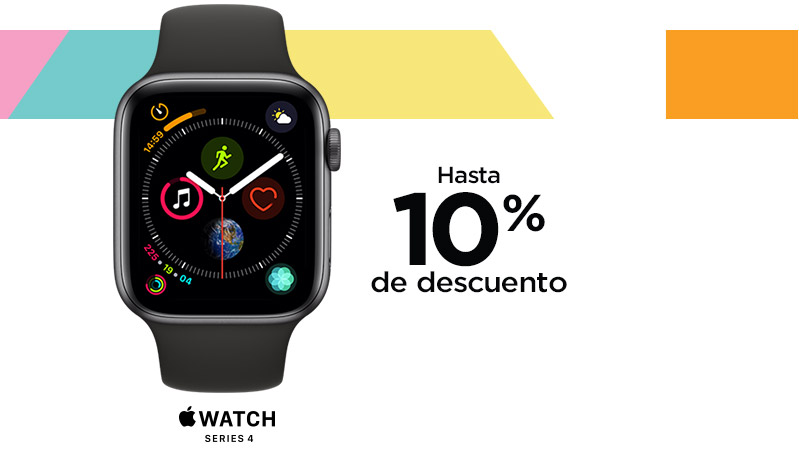 14:59
225 • 19 • 04
Hasta
10%
de descuento
WATCH
SERIES 4